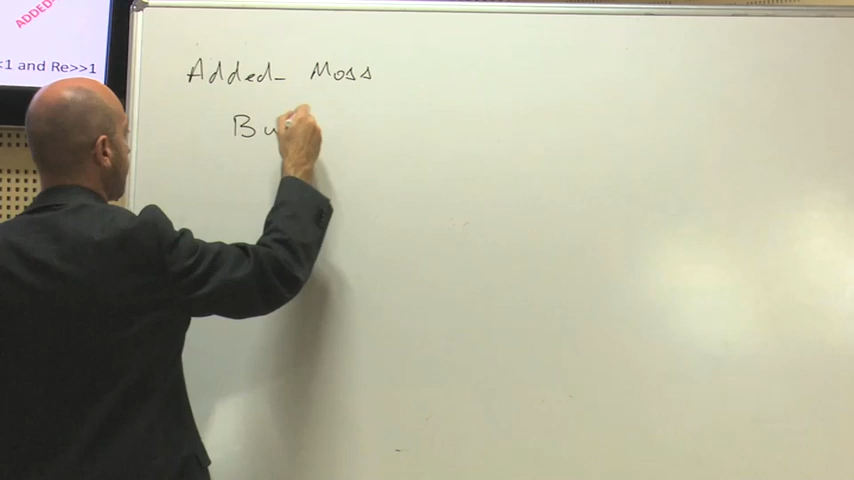 ADDED-
<1 and Re>>1
Added- Mass
Bu